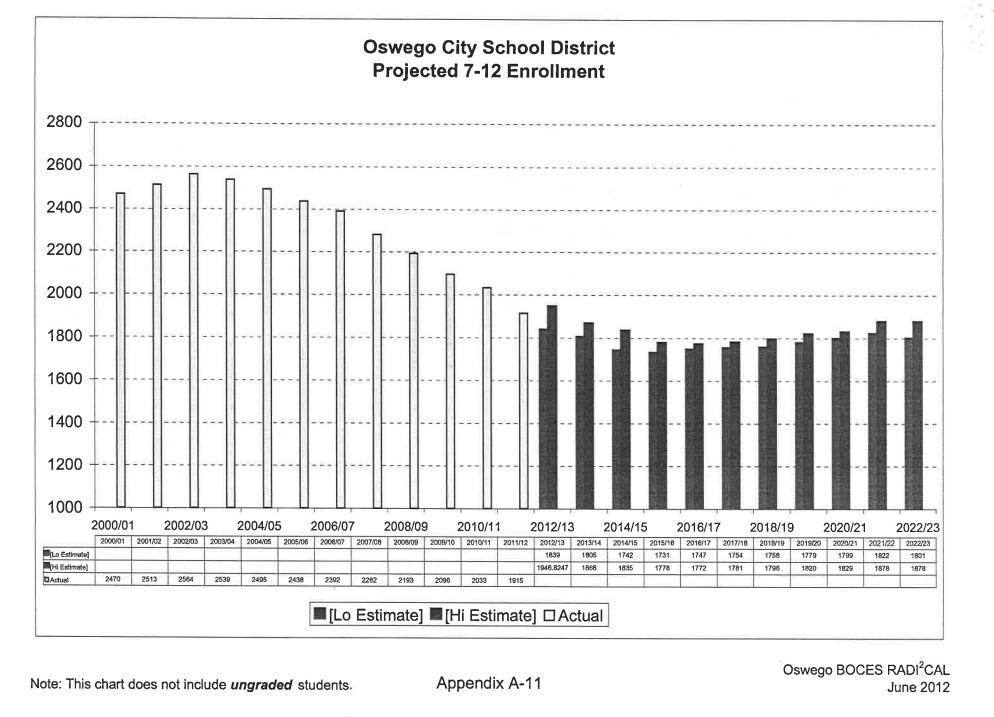 Oswego City School District
Projected 7-12 Enrollment
2800
2600
2400
2200
2000
1800
1600
1400
1200
1000
2000/01 2002/03 2004/05 2006/07 2008/09 2010/11 2012/13 2014/15 2016/17 2018/19 2020/21 2022/23
2000/01 2001/02 2002/03 2003/04 2004/05 2005/06 2006/07 2007/08 2008/09 2009/10 2010/11 2011/12 2012/13 2013/14 2014/15 2015/16 2016/17 2017/18 2018/19 2019/20 2020/21 2021/22 2022/23
[Lo Estimate] 1839 1805 1742 1731 1747 1754 1758 1779 1799 1822 1801
[Hi Estimate] 1946.8247 1868 1835 1778 1772 1781 1796 1820 1829 1878 1878
Actual 2470 2513 2564 2539 2495 2438 2392 2282 2193 2096 2033 1915
[Lo Estimate] [Hi Estimate] Actual
Note: This chart does not include ungraded students.
Appendix A-11
Oswego BOCES RADI²CAL
June 2012